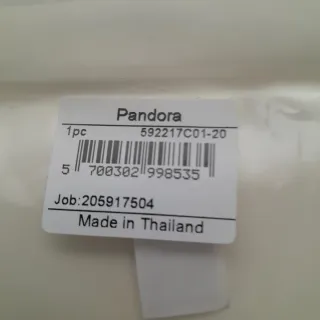 Pandora
1pc 592217C01-20
5 700302 998535
Job:205917504
Made in Thailand